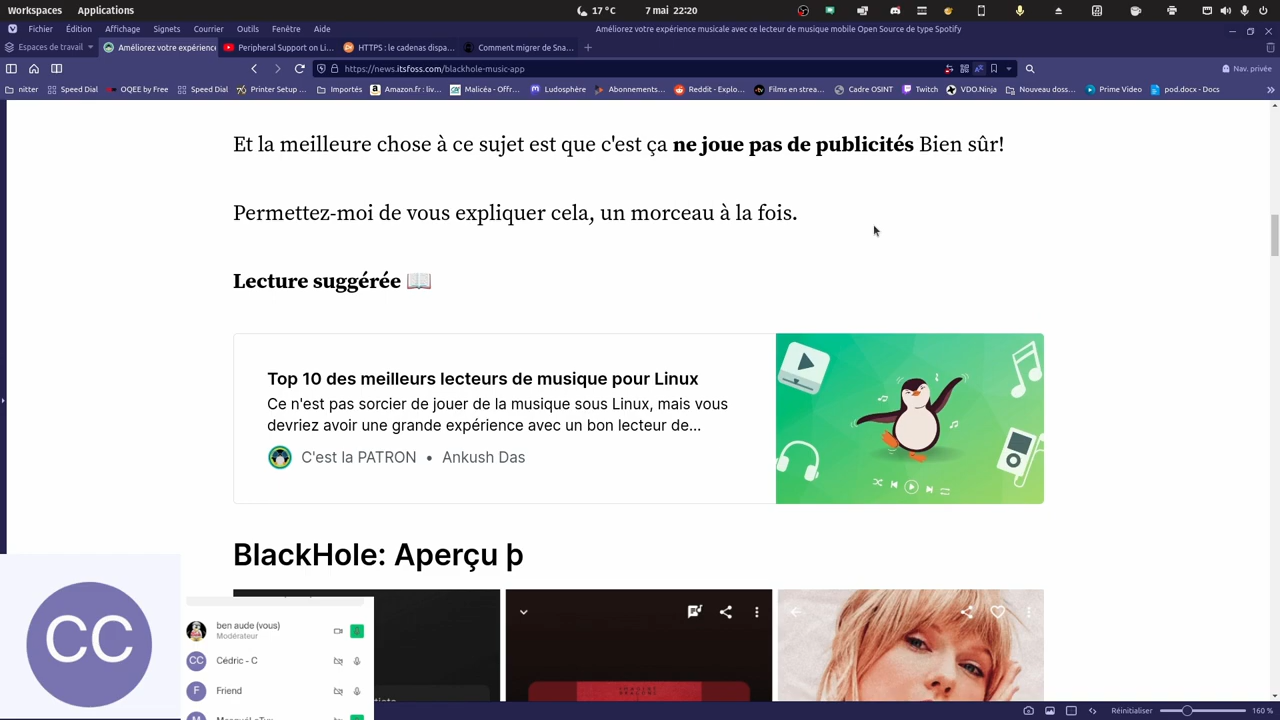 Workspaces Applications 17 °C 7 mai 22:20
Fichier Édition Affichage Signets Courrier Outils Fenêtre Aide Améliorez votre expérience musicale avec ce lecteur de musique mobile Open Source de type Spotify
Espaces de travail Améliorez votre expérience Peripheral Support on Li... HTTPS : le cadenas dispa... Comment migrer de Sna...
https://news.itsfoss.com/blackhole-music-app Nav. privée
nitter Speed Dial OQEE by Free Speed Dial Printer Setup ... Importés Amazon.fr : liv... Malicéa - Offr... Ludosphère Abonnements... Reddit - Explo... Films en strea... Cadre OSINT Twitch VDO.Ninja Nouveau doss... Prime Video pod.docx - Docs
Et la meilleure chose à ce sujet est que c'est ça ne joue pas de publicités Bien sûr!
Permettez-moi de vous expliquer cela, un morceau à la fois.
Lecture suggérée 📖
Top 10 des meilleurs lecteurs de musique pour Linux
Ce n'est pas sorcier de jouer de la musique sous Linux, mais vous
devriez avoir une grande expérience avec un bon lecteur de...
C'est la PATRON • Ankush Das
BlackHole: Aperçu þ
CC
ben aude (vous)
Modérateur
CC Cédric - C
F Friend
Réinitialiser 160 %